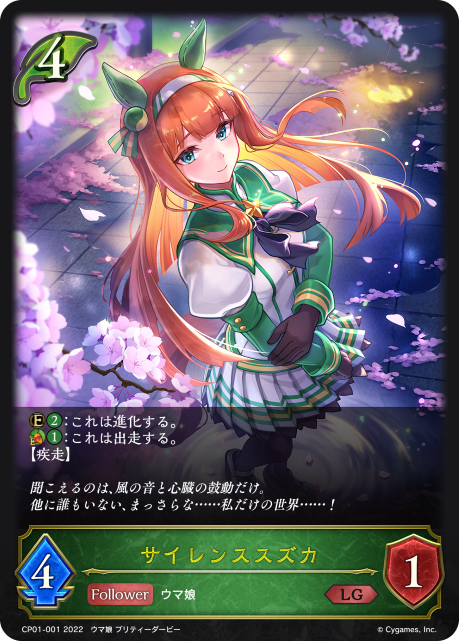 4
E 2：これは進化する。
1：これは出走する。
【疾走】
聞こえるのは、風の音と心臓の鼓動だけ。
他に誰もいない、まっさらな……私だけの世界……！
サイレンススズカ
4
Follower ウマ娘 LG
1
CP01-001 2022 ウマ娘 プリティーダービー © Cygames, Inc.